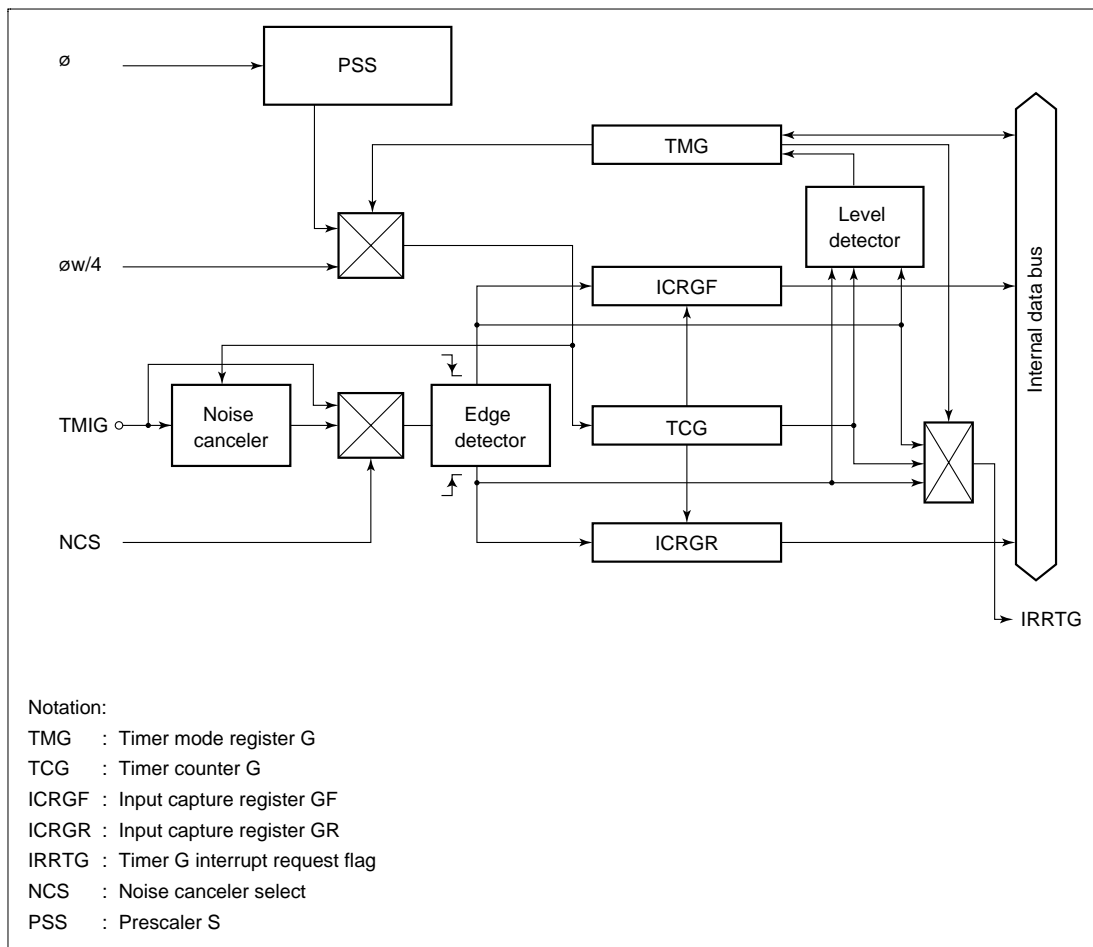 ø
PSS
TMG
Level
detector
øw/4
ICRGF
Internal data bus
TMIG
Noise
canceler
Edge
detector
TCG
NCS
ICRGR
IRRTG
Notation:
TMG : Timer mode register G
TCG : Timer counter G
ICRGF : Input capture register GF
ICRGR : Input capture register GR
IRRTG : Timer G interrupt request flag
NCS : Noise canceler select
PSS : Prescaler S